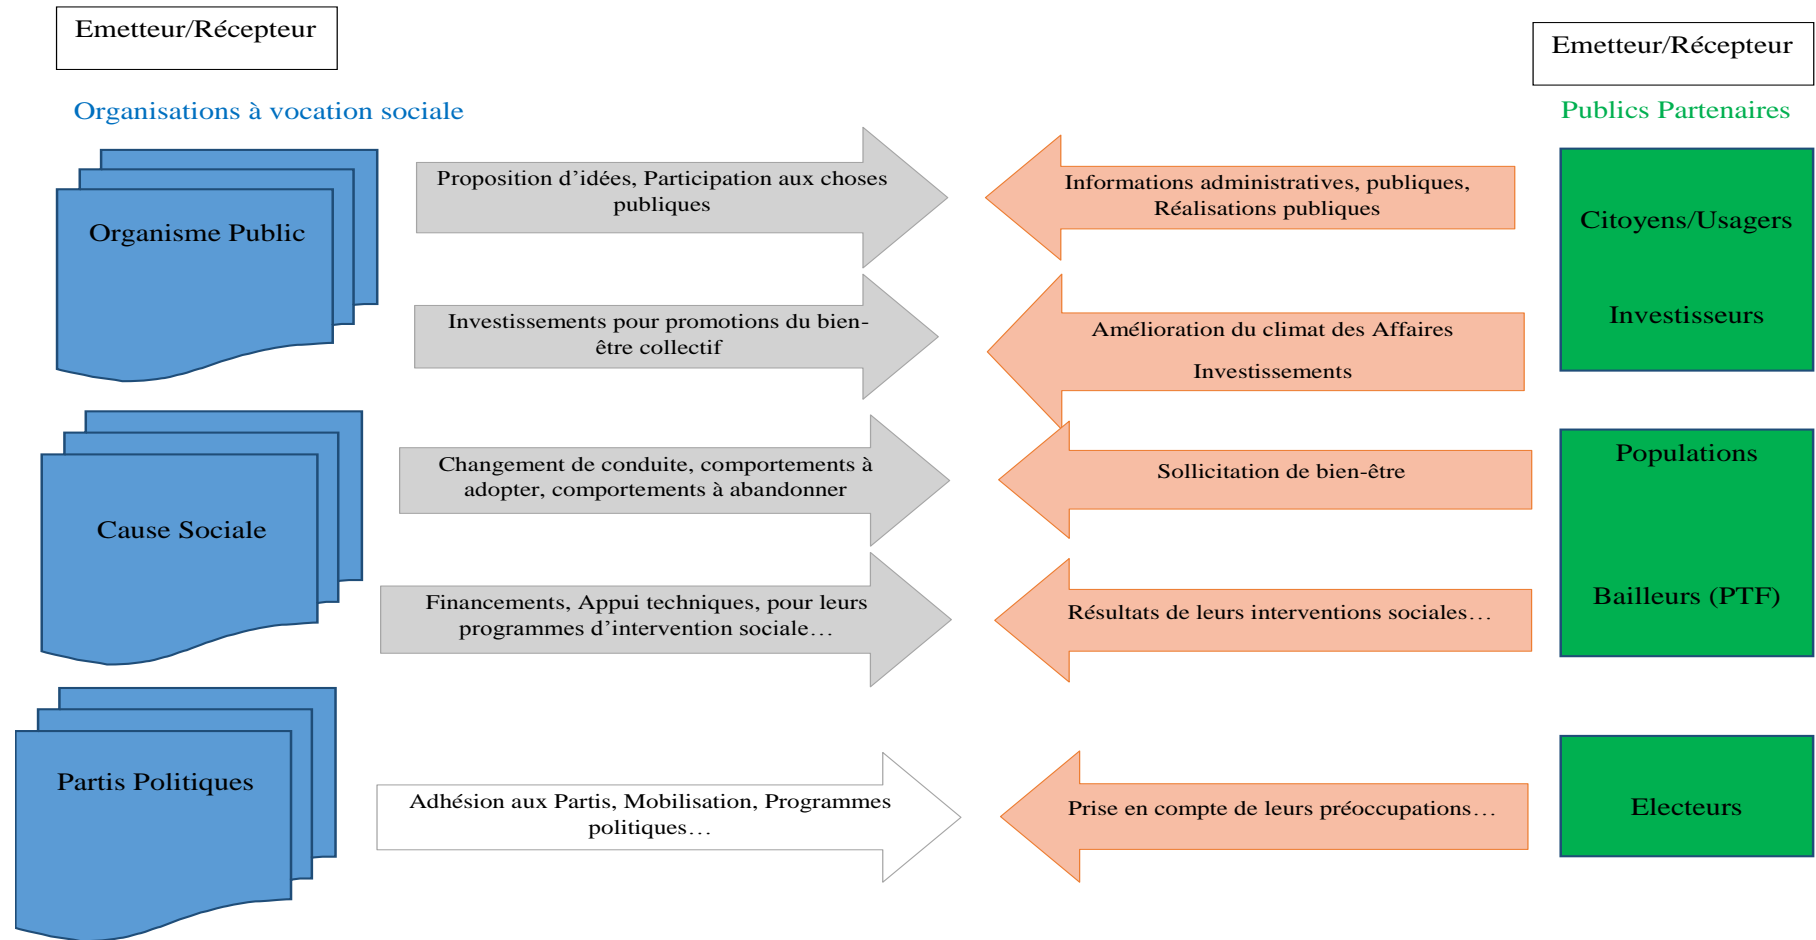 Emetteur/Récepteur
Emetteur/Récepteur
Organisations à vocation sociale
Publics Partenaires
Organisme Public
Proposition d’idées, Participation aux choses
publiques
Informations administratives, publiques,
Réalisations publiques
Citoyens/Usagers
Investissements pour promotions du bien-
être collectif
Amélioration du climat des Affaires
Investissements
Investisseurs
Cause Sociale
Changement de conduite, comportements à
adopter, comportements à abandonner
Sollicitation de bien-être
Populations
Financements, Appui techniques, pour leurs
programmes d’intervention sociale…
Résultats de leurs interventions sociales…
Bailleurs (PTF)
Partis Politiques
Adhésion aux Partis, Mobilisation, Programmes
politiques…
Prise en compte de leurs préoccupations…
Electeurs